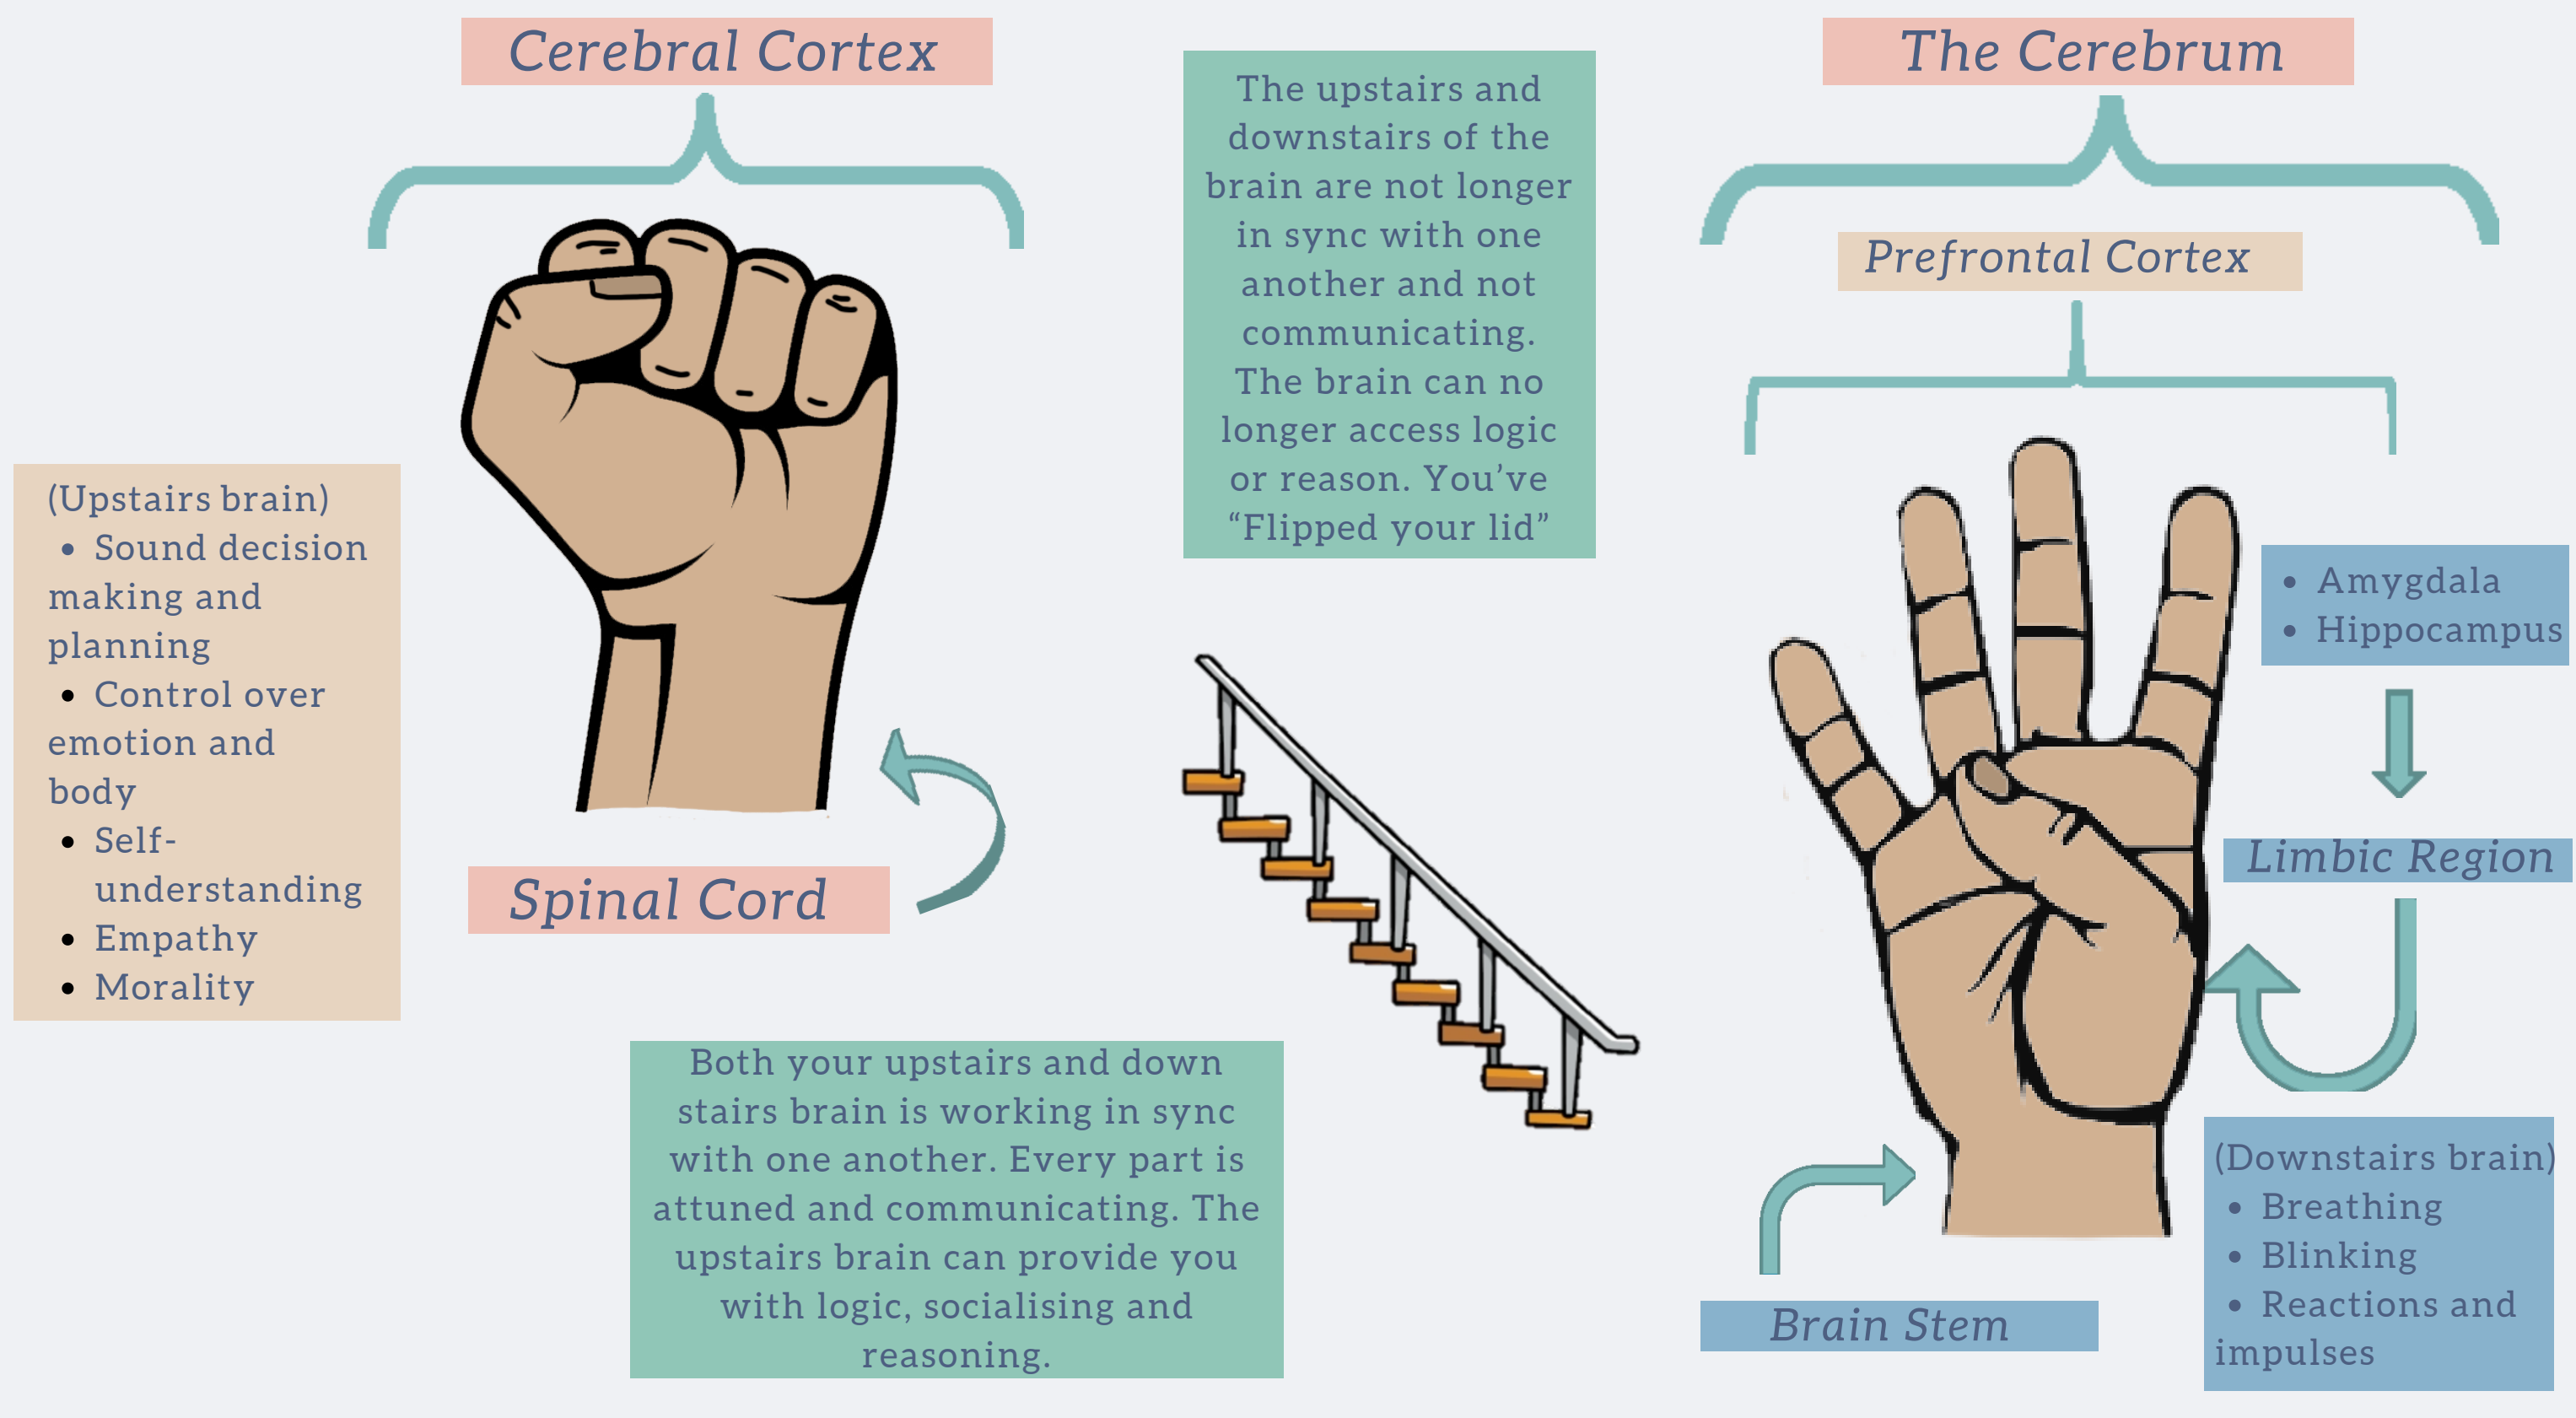 Cerebral Cortex
(Upstairs brain)
• Sound decision
making and
planning
• Control over
emotion and
body
• Self-
understanding
• Empathy
• Morality
Spinal Cord
Both your upstairs and down
stairs brain is working in sync
with one another. Every part is
attuned and communicating. The
upstairs brain can provide you
with logic, socialising and
reasoning.
The upstairs and
downstairs of the
brain are not longer
in sync with one
another and not
communicating.
The brain can no
longer access logic
or reason. You’ve
“Flipped your lid”
The Cerebrum
Prefrontal Cortex
• Amygdala
• Hippocampus
Limbic Region
(Downstairs brain)
• Breathing
• Blinking
• Reactions and
impulses
Brain Stem